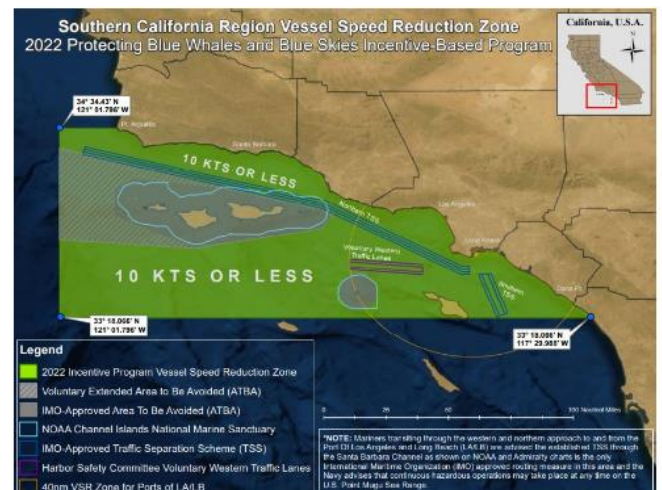 Southern California Region Vessel Speed Reduction Zone
2022 Protecting Blue Whales and Blue Skies Incentive-Based Program
California, U.S.A.
N
34° 34.43' N
Pt. Arguello
Santa Barbara
10 KTS OR LESS
Northern TSS
Los Angeles
Voluntary Western
Traffic Lanes
Long Beach
Southern
TSS
Dana Pt.
10 KTS OR LESS
33° 18.066' N
121° 01.796' W
33° 18.066' N
117° 29.988' W
Legend
2022 Incentive Program Vessel Speed Reduction Zone
Voluntary Extended Area to Be Avoided (ATBA)
IMO-Approved Area To Be Avoided (ATBA)
NOAA Channel Islands National Marine Sanctuary
IMO-Approved Traffic Separation Scheme (TSS)
Harbor Safety Committee Voluntary Western Traffic Lanes
40nm VSR Zone for Ports of LA/LB
0 25 50 100 Nautical Miles
*NOTE: Mariners transiting through the western and northern approach to and from the
Port Of Los Angeles and Long Beach (LA/LB) are advised the established TSS through
the Santa Barbara Channel as shown on NOAA and Admiralty charts is the only
International Maritime Organization (IMO) approved routing measure in this area and the
Navy advises that continuous hazardous operations may take place at any time on the
U.S. Point Mugu Sea Range.